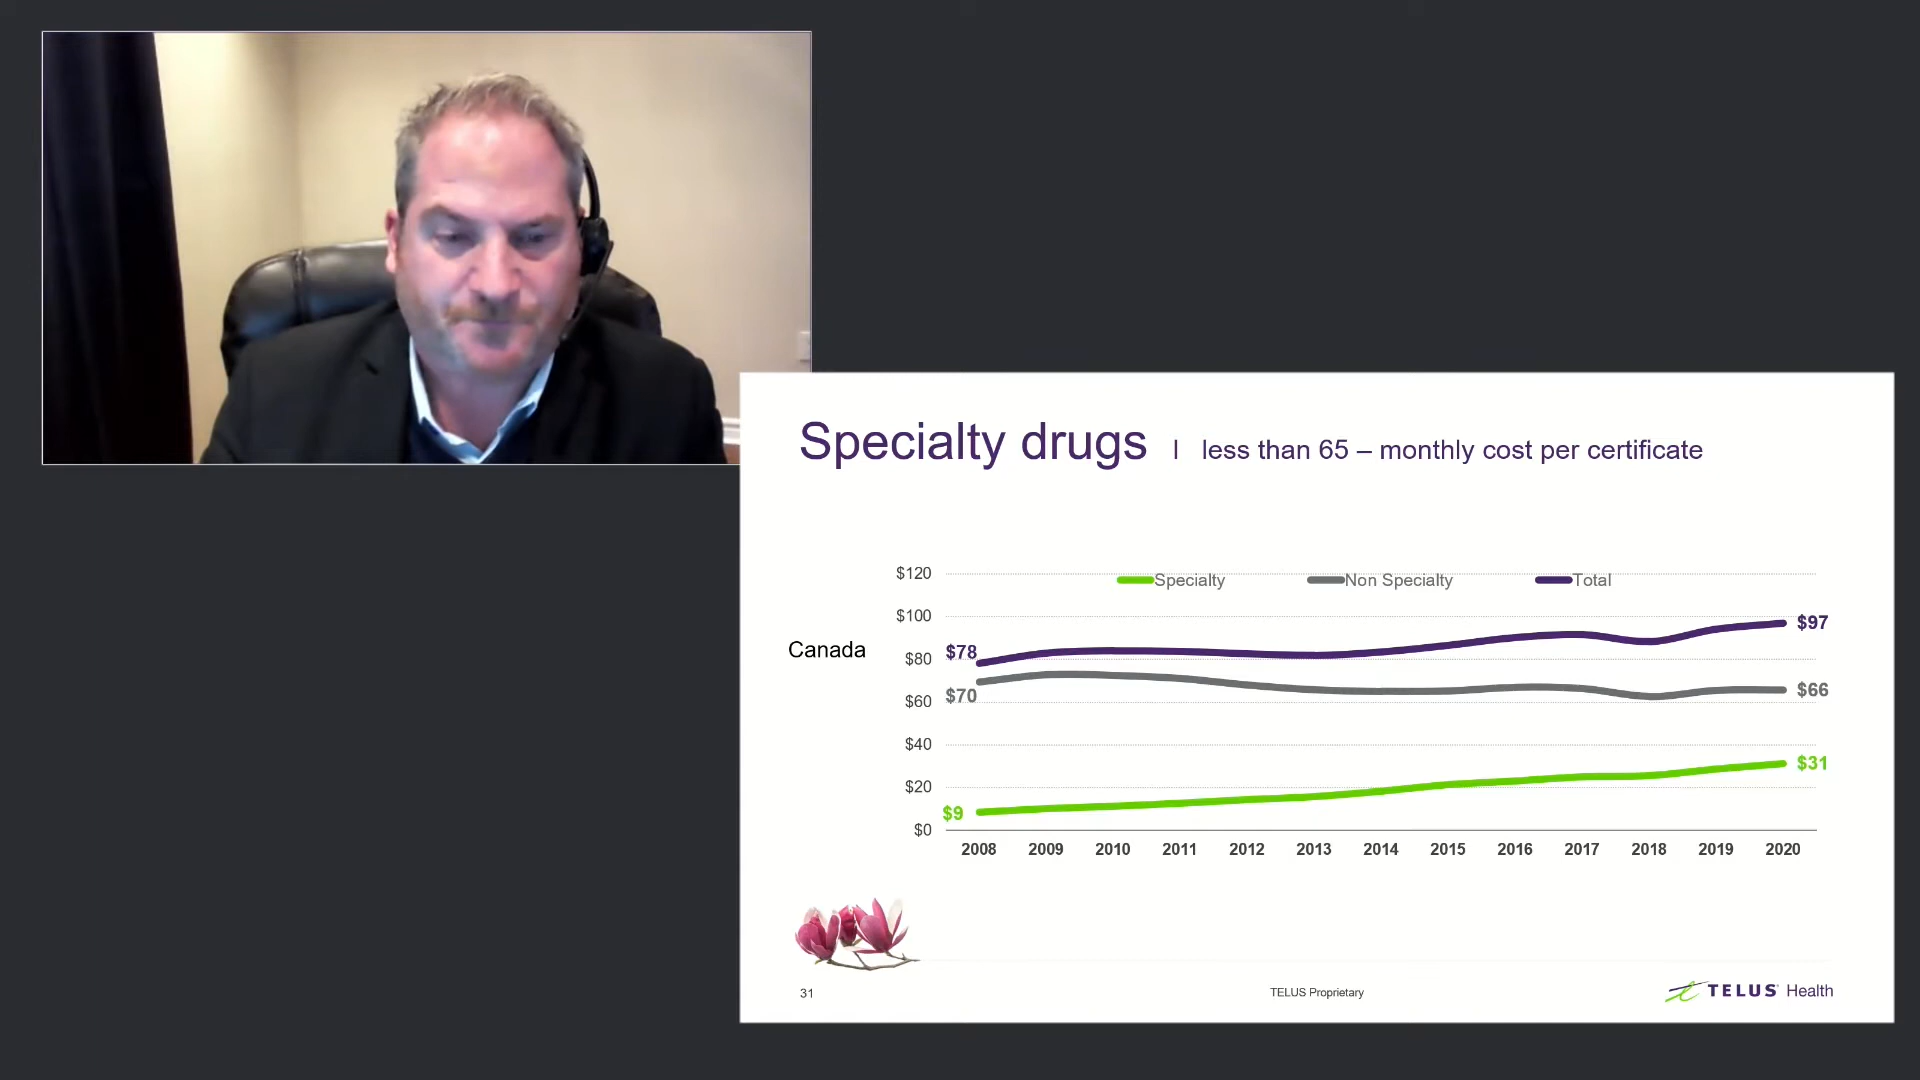 Specialty drugs | less than 65 – monthly cost per certificate
Specialty Non Specialty Total
Canada
$120
$100
$80
$60
$40
$20
$0
$78
$70
$9
$97
$66
$31
2008 2009 2010 2011 2012 2013 2014 2015 2016 2017 2018 2019 2020
31
TELUS Proprietary
TELUS Health